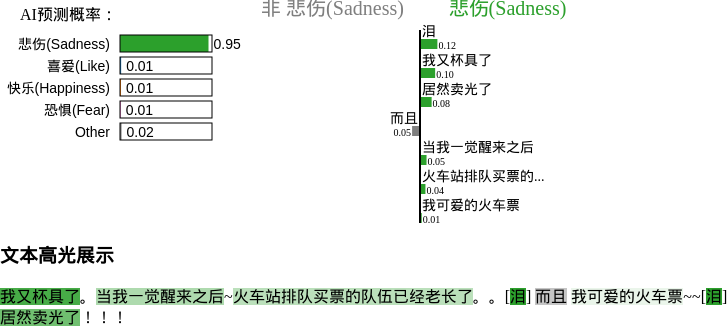 AI预测概率：
悲伤(Sadness) 0.95
喜爱(Like) 0.01
快乐(Happiness) 0.01
恐惧(Fear) 0.01
Other 0.02
非 悲伤(Sadness) 悲伤(Sadness)
泪
0.12
我又杯具了
0.10
居然卖光了
0.08
而且
0.05
当我一觉醒来之后
0.05
火车站排队买票的...
0.04
我可爱的火车票
0.01
文本高光展示
我又杯具了。当我一觉醒来之后~火车站排队买票的队伍已经老长了。。[泪] 而且 我可爱的火车票~~[泪]
居然卖光了！！！